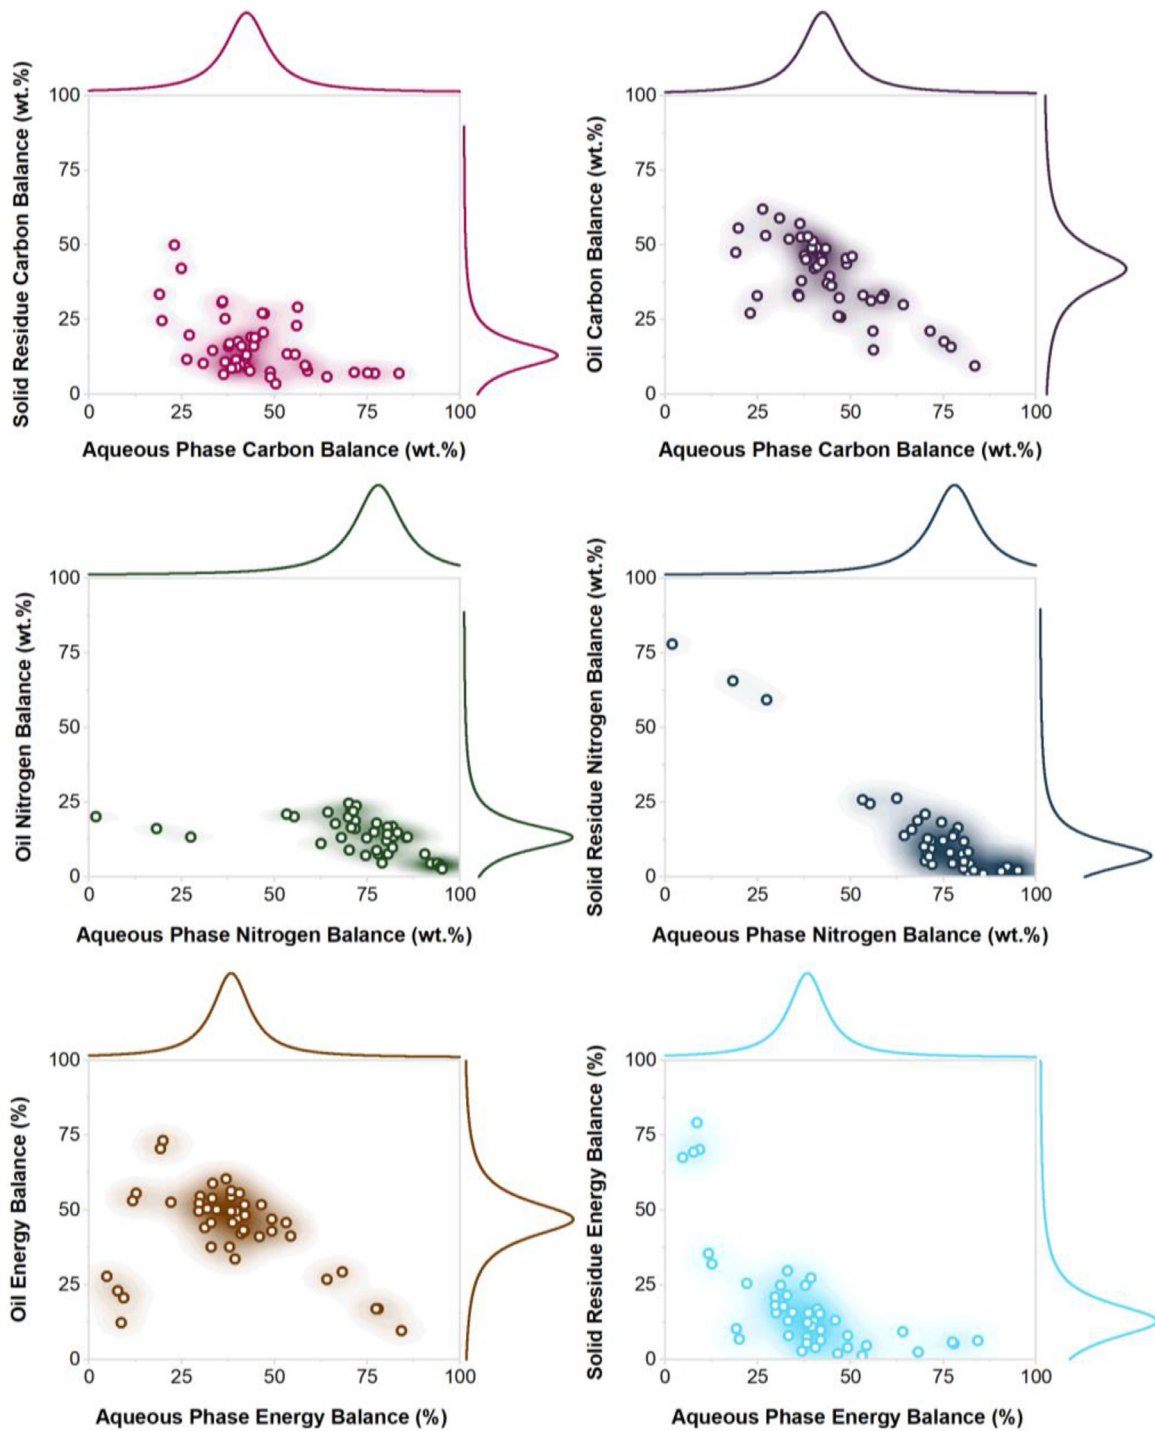 Solid Residue Carbon Balance (wt.%)
100
75
50
25
0
0 25 50 75 100
Aqueous Phase Carbon Balance (wt.%)
Oil Carbon Balance (wt.%)
100
75
50
25
0
0 25 50 75 100
Aqueous Phase Carbon Balance (wt.%)
Oil Nitrogen Balance (wt.%)
100
75
50
25
0
0 25 50 75 100
Aqueous Phase Nitrogen Balance (wt.%)
Solid Residue Nitrogen Balance (wt.%)
100
75
50
25
0
0 25 50 75 100
Aqueous Phase Nitrogen Balance (wt.%)
Oil Energy Balance (%)
100
75
50
25
0
0 25 50 75 100
Aqueous Phase Energy Balance (%)
Solid Residue Energy Balance (%)
100
75
50
25
0
0 25 50 75 100
Aqueous Phase Energy Balance (%)